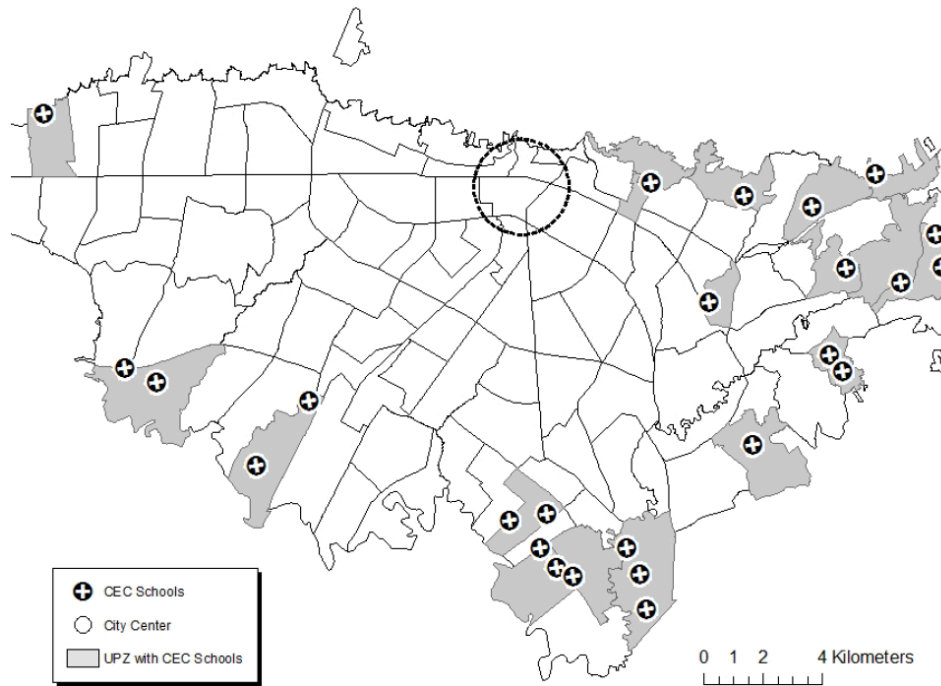 CEC Schools
City Center
UPZ with CEC Schools
0 1 2 4 Kilometers